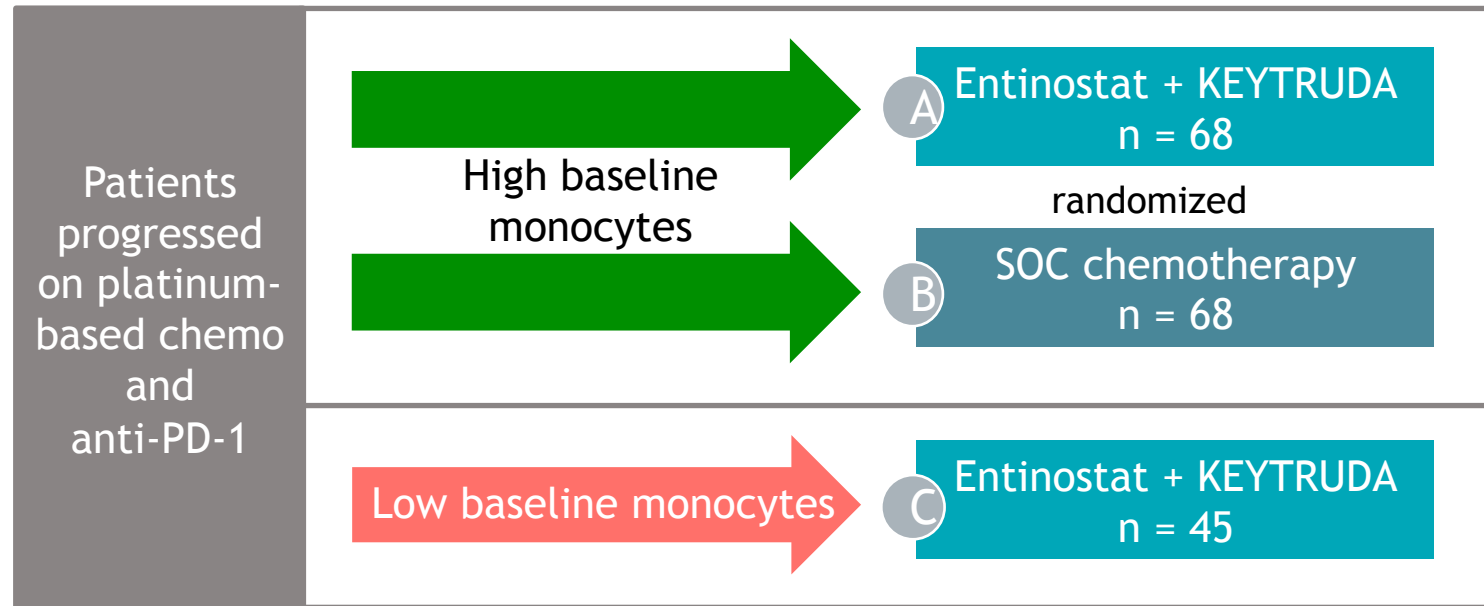 Patients
progressed
on platinum-
based chemo
and
anti-PD-1
High baseline
monocytes
A
Entinostat + KEYTRUDA
n = 68
randomized
B
SOC chemotherapy
n = 68
Low baseline monocytes
C
Entinostat + KEYTRUDA
n = 45